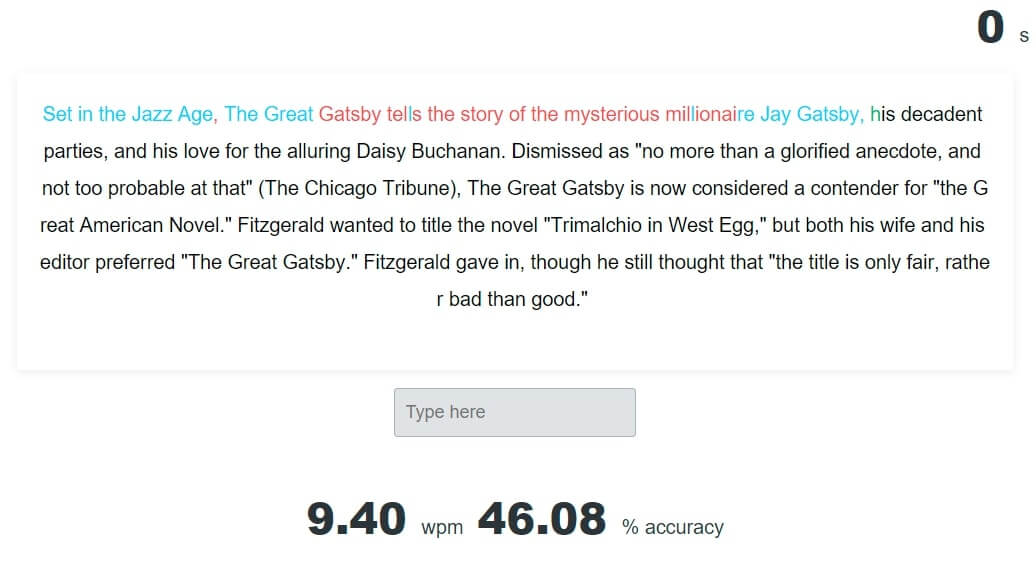 0 s
Set in the Jazz Age, The Great Gatsby tells the story of the mysterious millionaire Jay Gatsby, his decadent
parties, and his love for the alluring Daisy Buchanan. Dismissed as "no more than a glorified anecdote, and
not too probable at that" (The Chicago Tribune), The Great Gatsby is now considered a contender for "the G
reat American Novel." Fitzgerald wanted to title the novel "Trimalchio in West Egg," but both his wife and his
editor preferred "The Great Gatsby." Fitzgerald gave in, though he still thought that "the title is only fair, rathe
r bad than good."
Type here
9.40 wpm 46.08 % accuracy